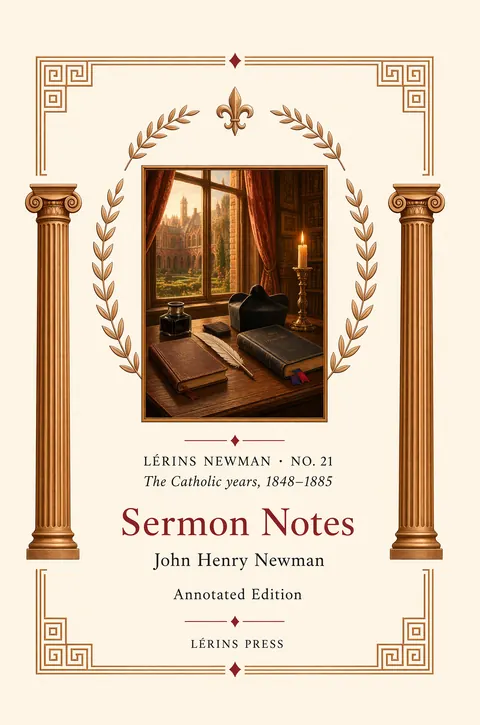 LÉRINS NEWMAN · NO. 21
The Catholic years, 1848–1885
Sermon Notes
John Henry Newman
Annotated Edition
LÉRINS PRESS